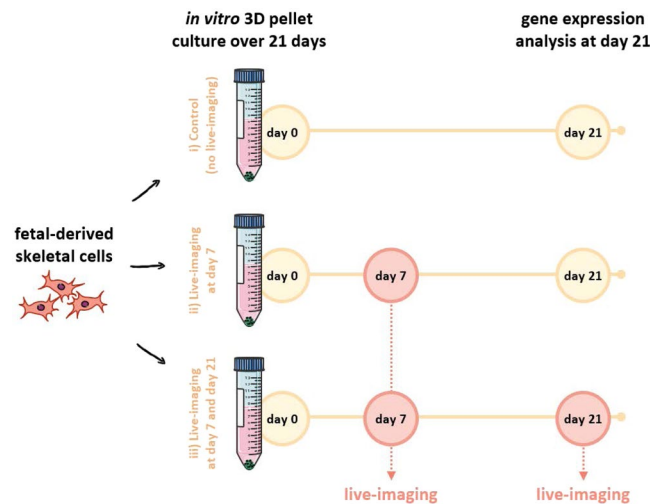 in vitro 3D pellet
culture over 21 days
gene expression
analysis at day 21
i) Control
(no live-imaging)
day 0
day 21
fetal-derived
skeletal cells
ii) Live-imaging
at day 7
day 0
day 7
day 21
iii) Live-imaging
at day 7 and day 21
day 0
day 7
day 21
live-imaging
live-imaging